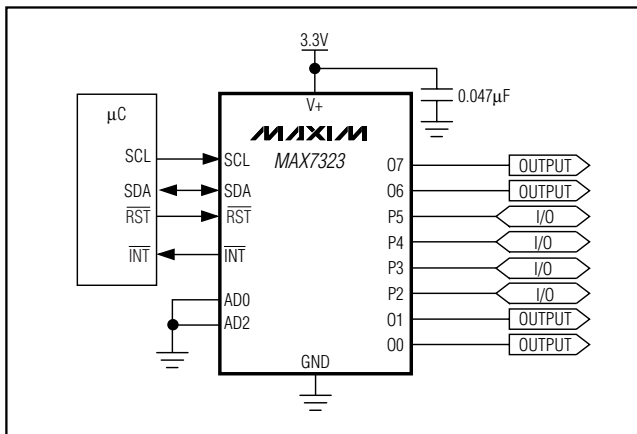 3.3V
0.047μF
μC
V+
MAXIM
MAX7323
SCL
SCL
O7
OUTPUT
SDA
SDA
O6
OUTPUT
RST
RST
P5
I/O
P4
I/O
INT
INT
P3
I/O
P2
I/O
AD0
O1
OUTPUT
AD2
O0
OUTPUT
GND